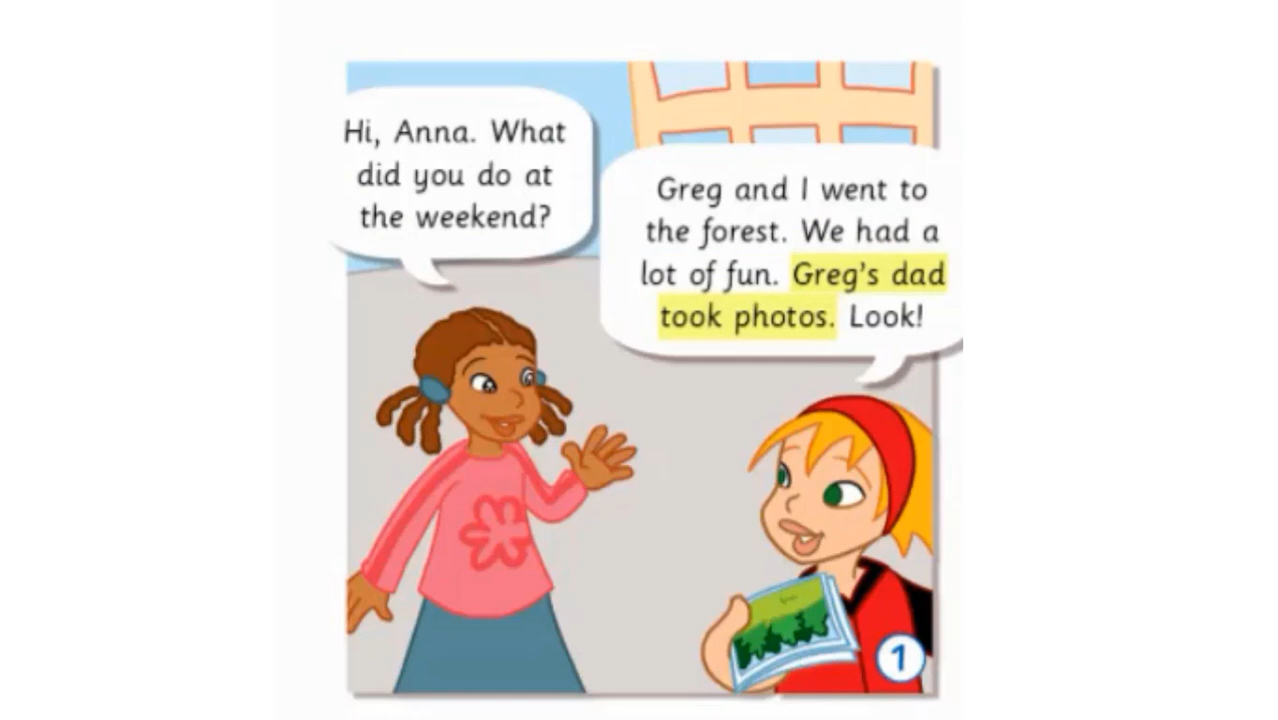 Hi, Anna. What
did you do at
the weekend?
Greg and I went to
the forest. We had a
lot of fun. Greg's dad
took photos. Look!
1